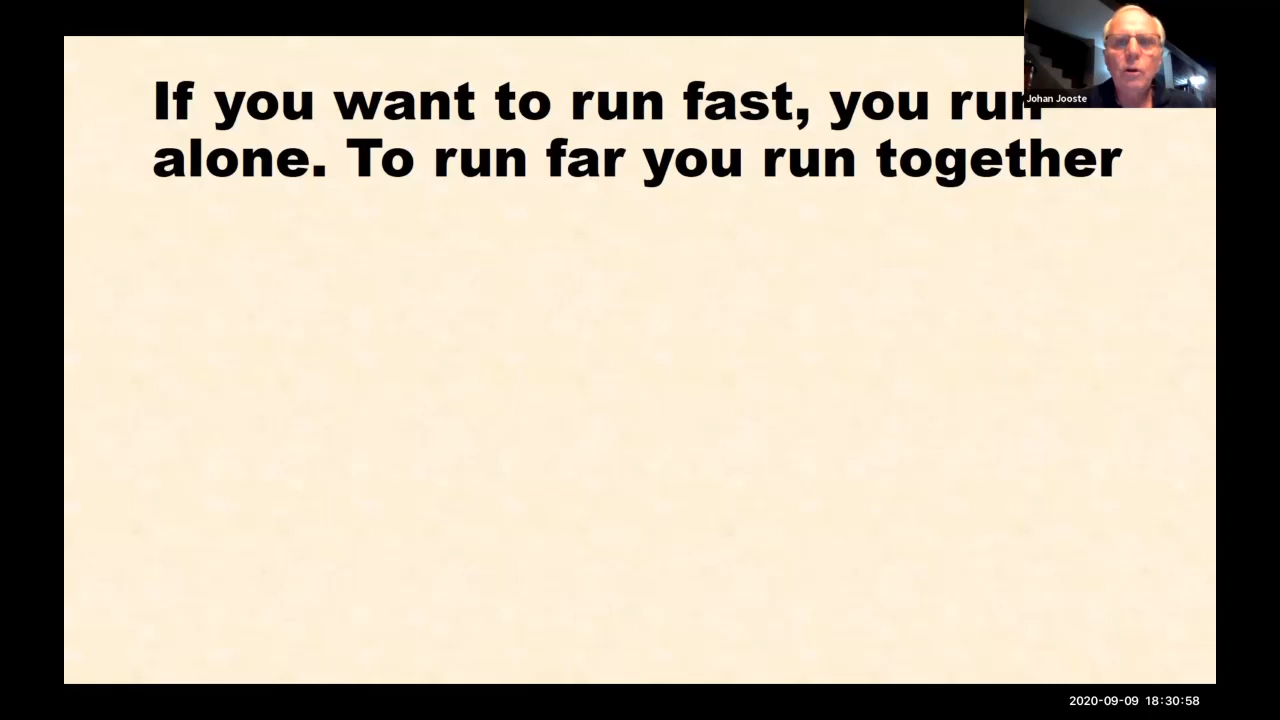 If you want to run fast, you run
alone. To run far you run together
Johan Jooste
2020-09-09 18:30:58